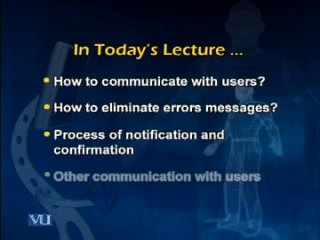 In Today's Lecture ...
• How to communicate with users?
• How to eliminate errors messages?
• Process of notification and
confirmation
• Other communication with users
VU